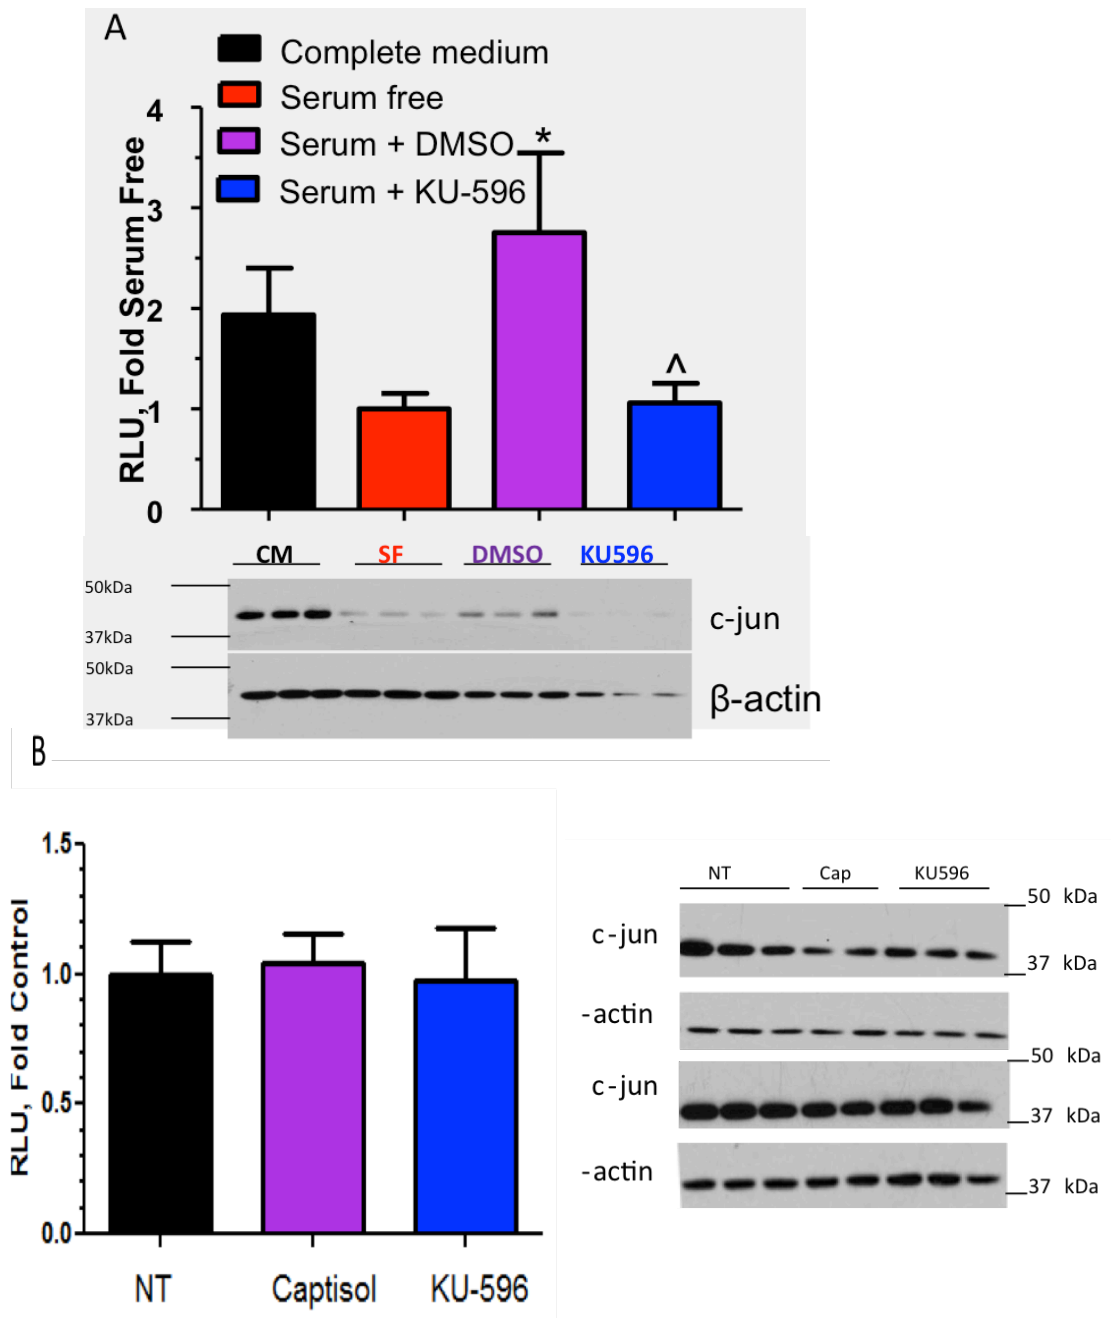 A
Complete medium
Serum free
Serum + DMSO
Serum + KU-596
RLU, Fold Serum Free
4
3
2
1
0
*
^
CM SF DMSO KU596
50kDa
37kDa
c-jun
50kDa
37kDa
β-actin
B
RLU, Fold Control
1.5
1.0
0.5
0.0
NT Captisol KU-596
NT Cap KU596
50 kDa
c-jun
37 kDa
-actin
50 kDa
c-jun
37 kDa
-actin
37 kDa